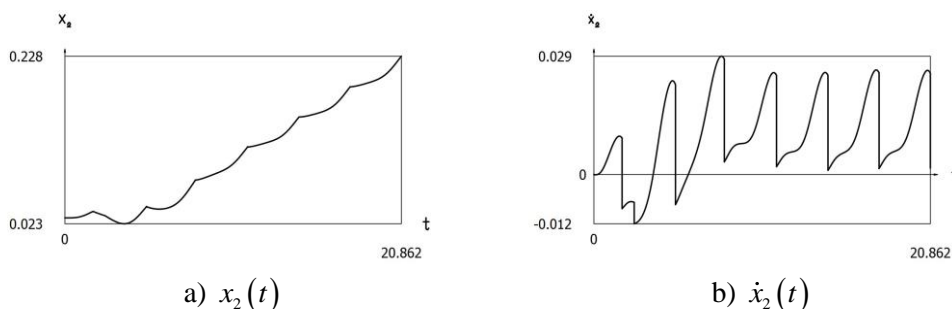 xₐ
0.228
0.023
0
t
20.862
a) x₂(t)
ẋₐ
0.029
0
-0.012
0
20.862
b) ẋ₂(t)